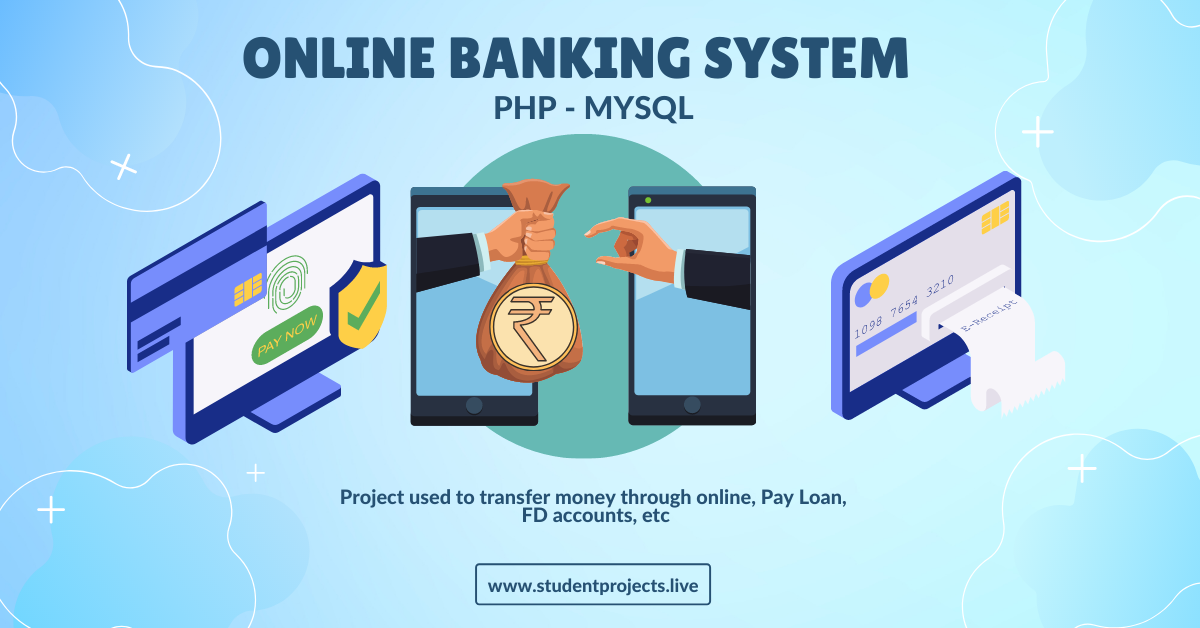 ONLINE BANKING SYSTEM
PHP - MYSQL
PAY NOW
₹
1098 7654 3210
E-Receipt
Project used to transfer money through online, Pay Loan,
FD accounts, etc
www.studentprojects.live